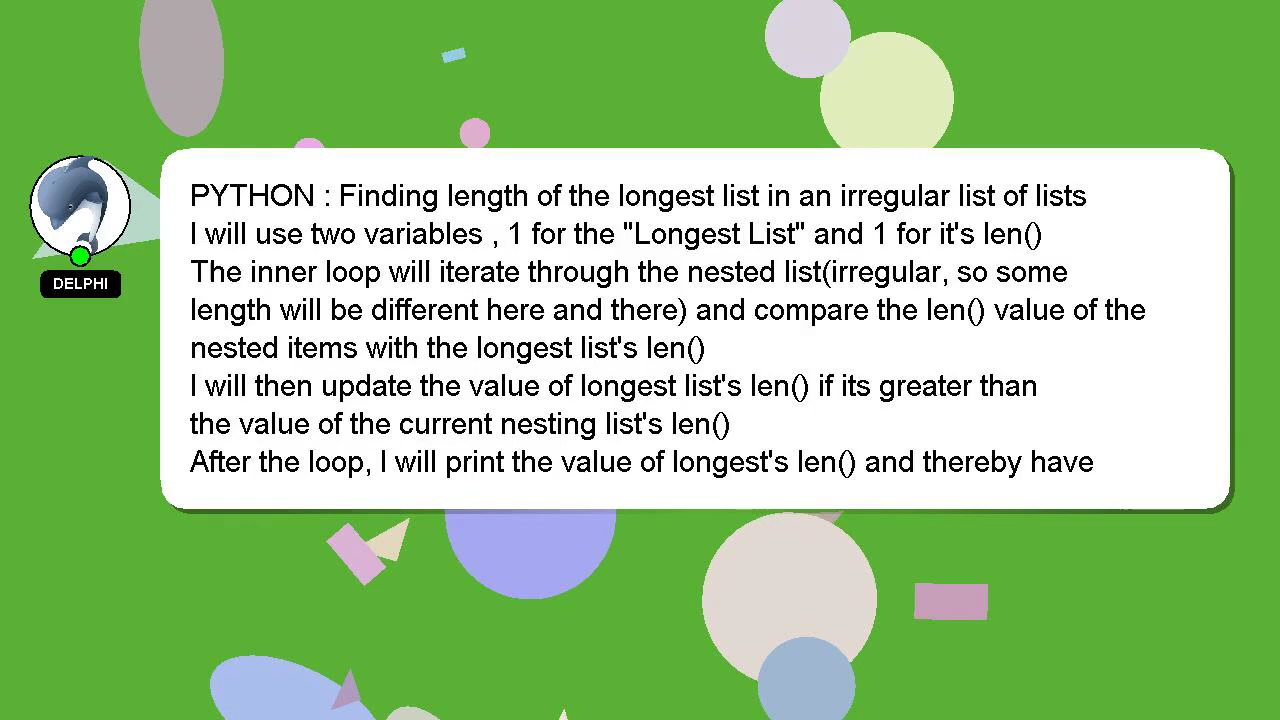 DELPHI
PYTHON : Finding length of the longest list in an irregular list of lists
I will use two variables , 1 for the "Longest List" and 1 for it's len()
The inner loop will iterate through the nested list(irregular, so some
length will be different here and there) and compare the len() value of the
nested items with the longest list's len()
I will then update the value of longest list's len() if its greater than
the value of the current nesting list's len()
After the loop, I will print the value of longest's len() and thereby have